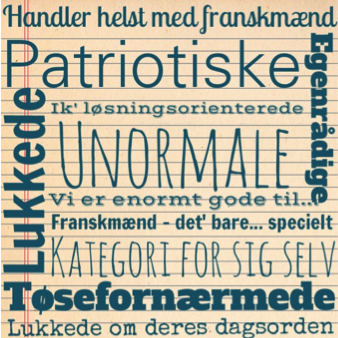 Handler helst med franskmænd
Patriotiske
Egenrådige
Lukkede
Ik' løsningsorienterede
UNORMALE
Vi er enormt gode til...
Franskmænd - det' bare... specielt
KATEGORI FOR SIG SELV
Tøsefornærmede
Lukkede om deres dagsorden